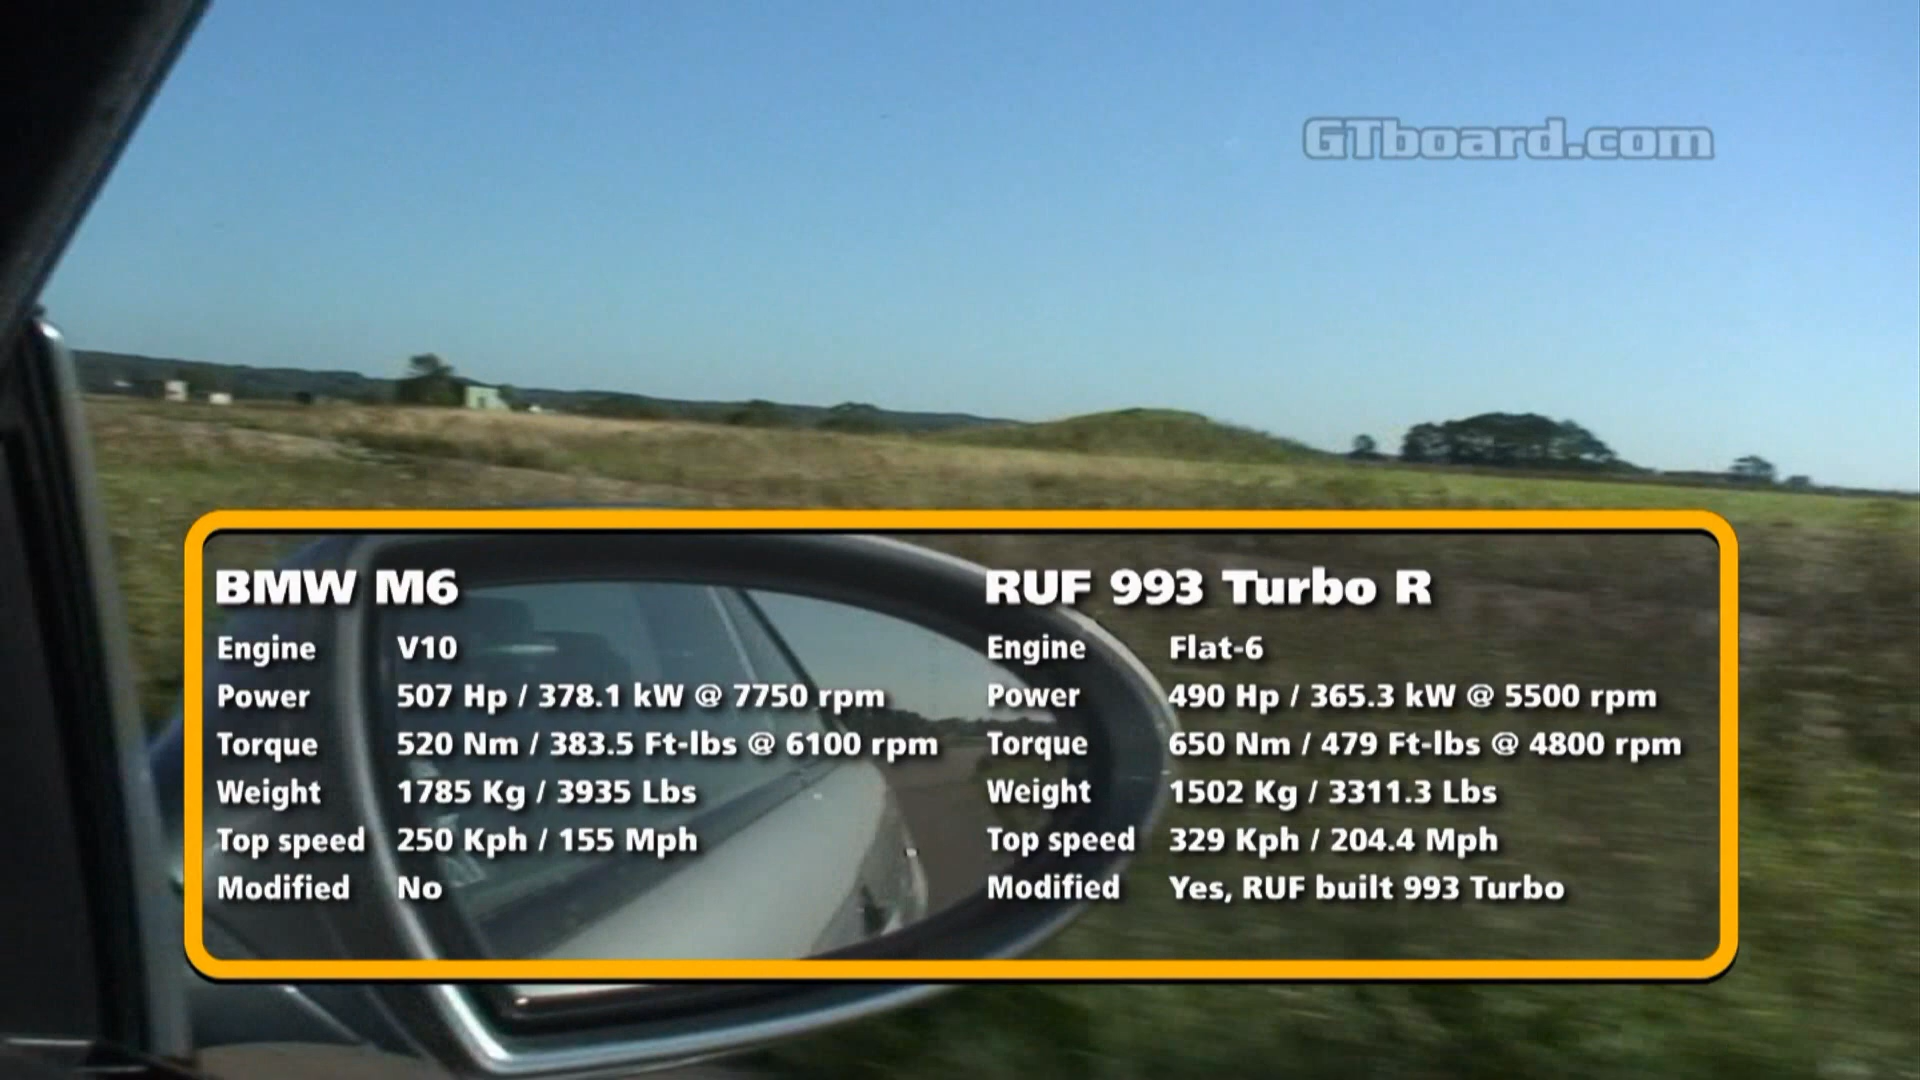 GTboard.com
BMW M6
Engine V10
Power 507 Hp / 378.1 kW @ 7750 rpm
Torque 520 Nm / 383.5 Ft-lbs @ 6100 rpm
Weight 1785 Kg / 3935 Lbs
Top speed 250 Kph / 155 Mph
Modified No
RUF 993 Turbo R
Engine Flat-6
Power 490 Hp / 365.3 kW @ 5500 rpm
Torque 650 Nm / 479 Ft-lbs @ 4800 rpm
Weight 1502 Kg / 3311.3 Lbs
Top speed 329 Kph / 204.4 Mph
Modified Yes, RUF built 993 Turbo